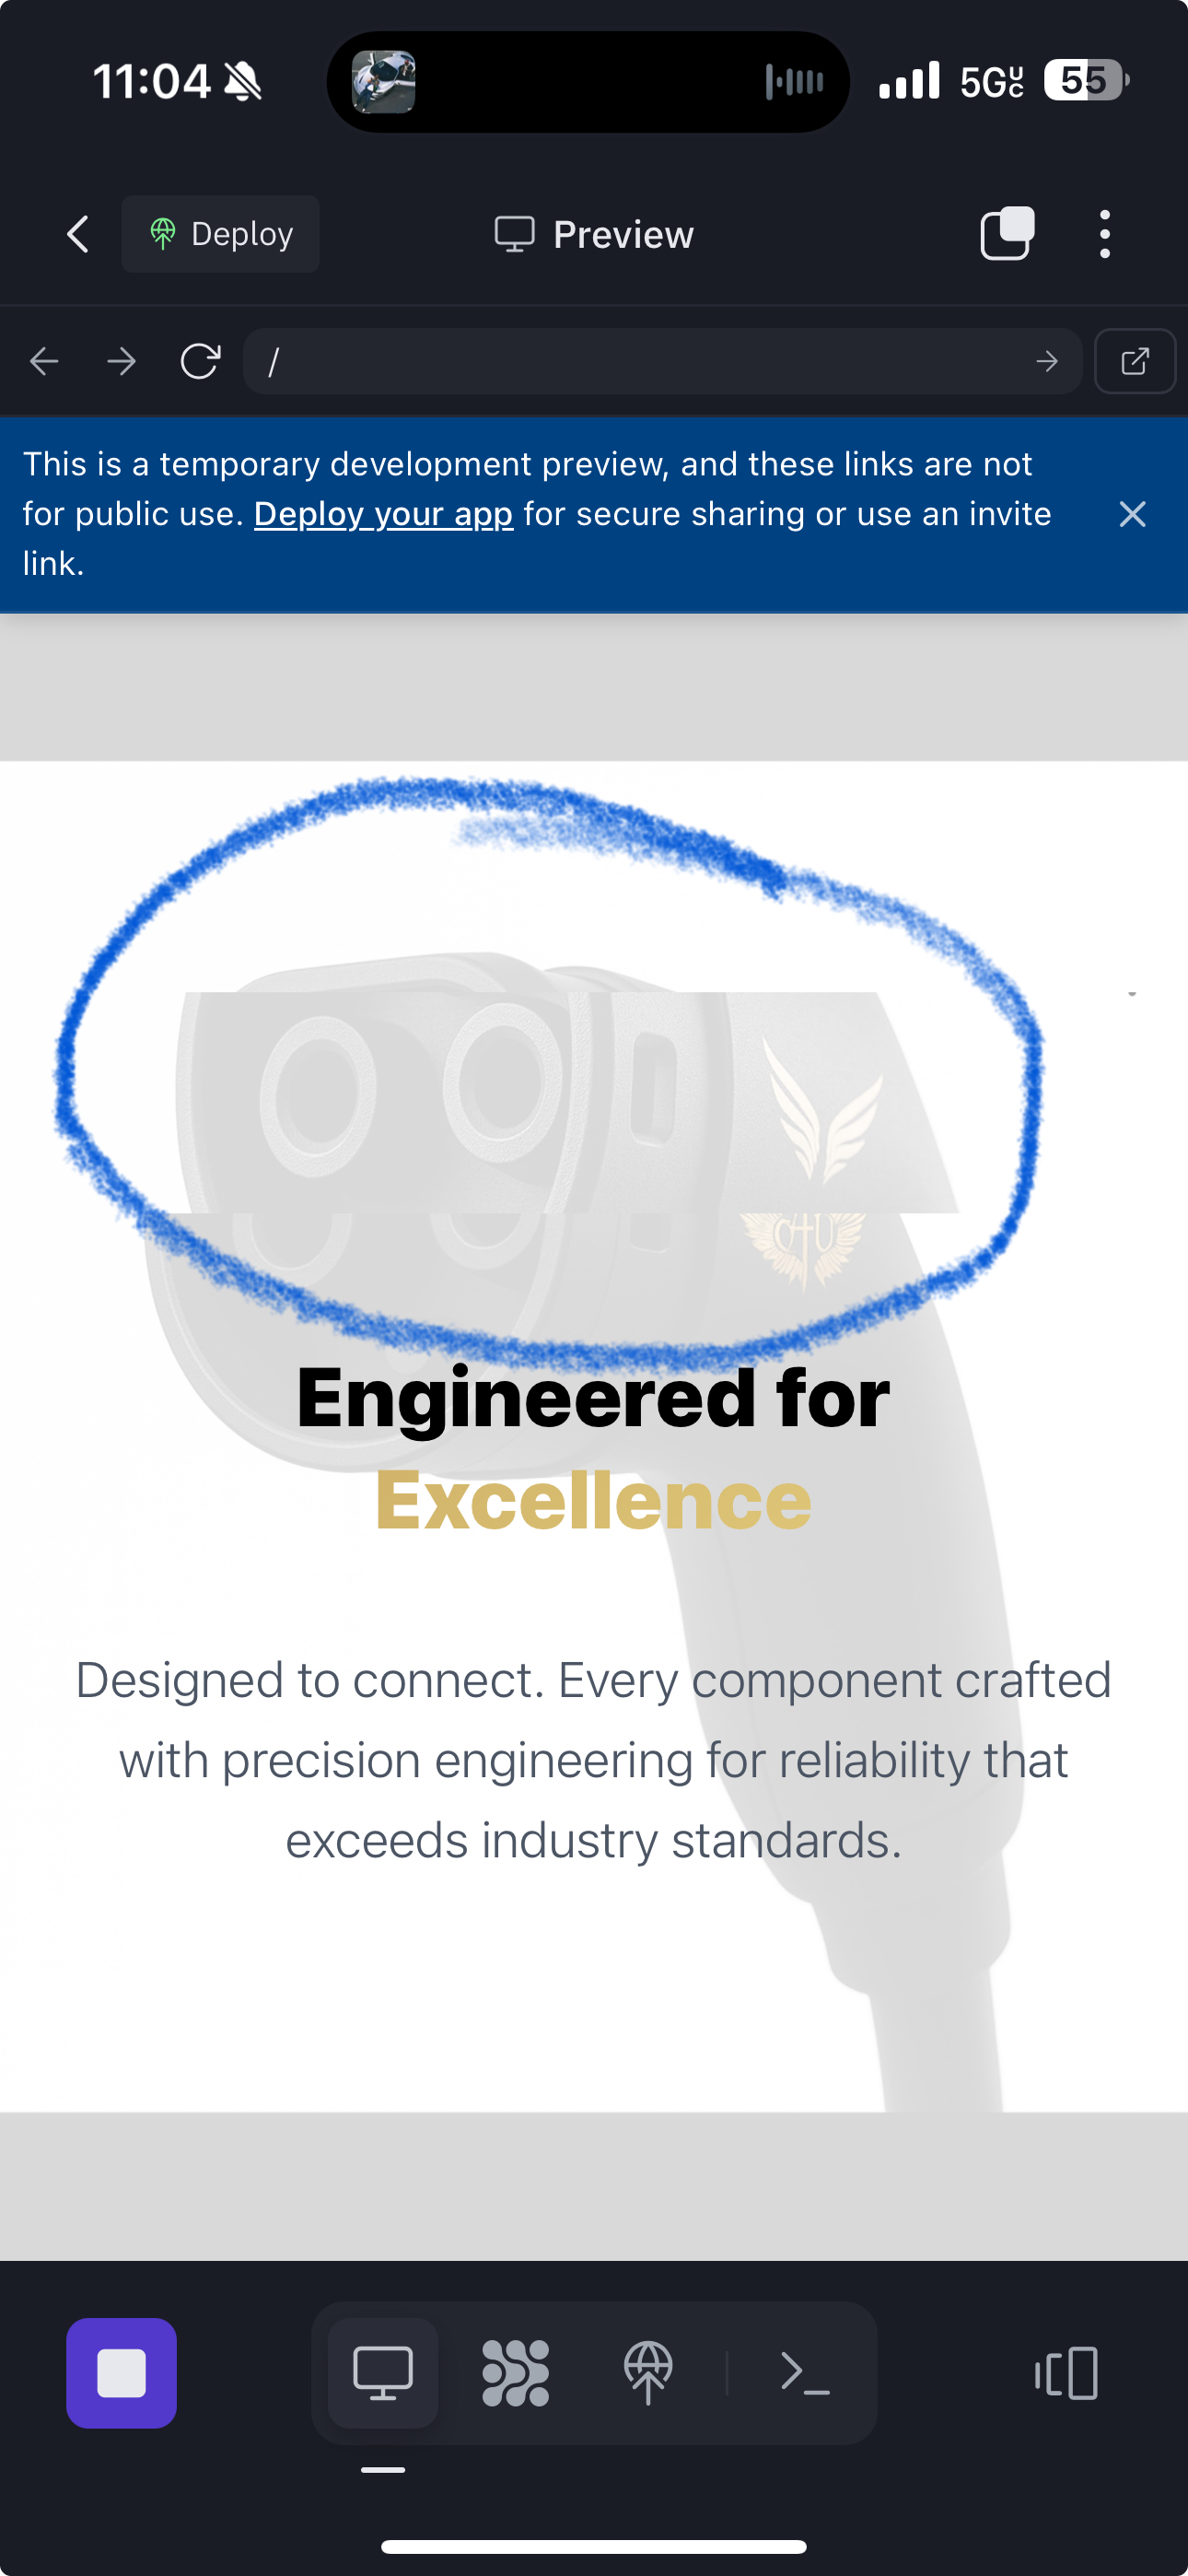 11:04 5GUC 55
Deploy Preview
/
This is a temporary development preview, and these links are not
for public use. Deploy your app for secure sharing or use an invite
link.
C4U
Engineered for
Excellence
Designed to connect. Every component crafted
with precision engineering for reliability that
exceeds industry standards.